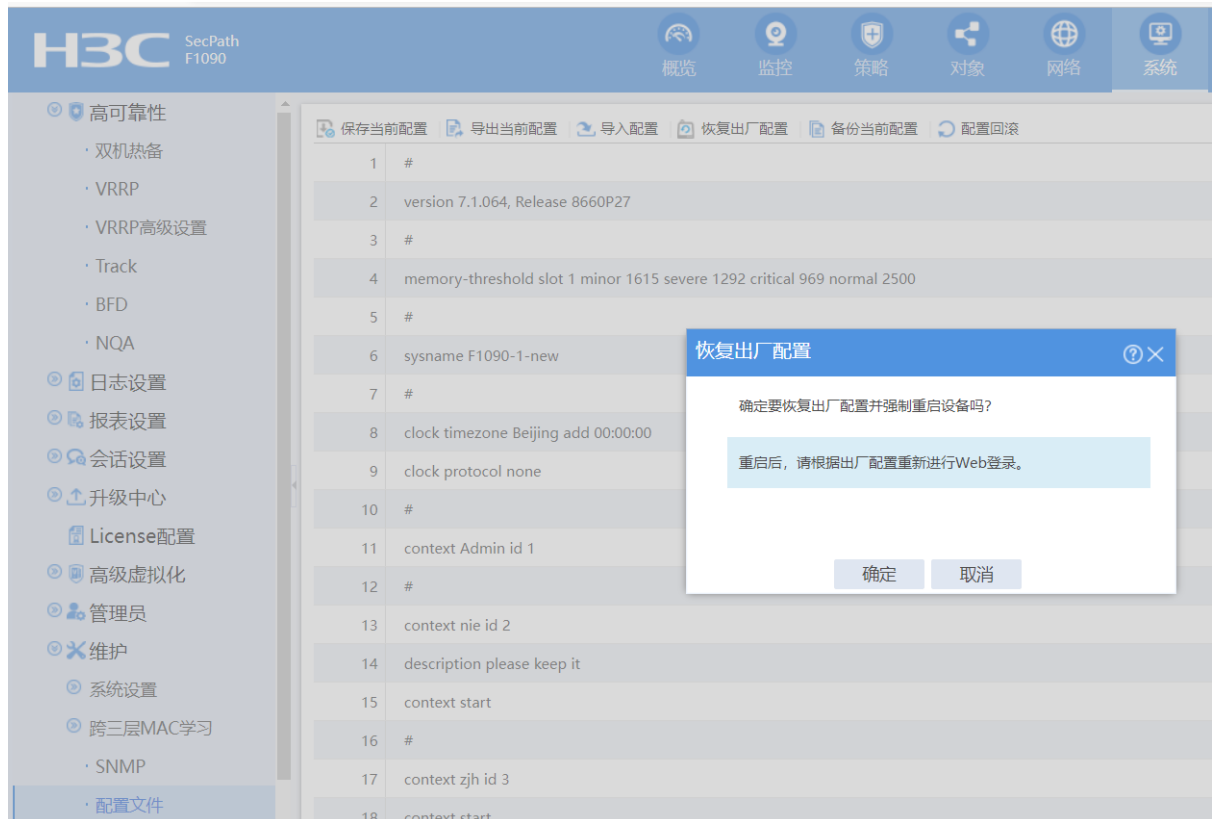 H3C SecPath
F1090
概览 监控 策略 对象 网络 系统
高可靠性
· 双机热备
· VRRP
· VRRP高级设置
· Track
· BFD
· NQA
日志设置
报表设置
会话设置
升级中心
License配置
高级虚拟化
管理员
维护
系统设置
跨三层MAC学习
· SNMP
· 配置文件
保存当前配置 导出当前配置 导入配置 恢复出厂配置 备份当前配置 配置回滚
1 #
2 version 7.1.064, Release 8660P27
3 #
4 memory-threshold slot 1 minor 1615 severe 1292 critical 969 normal 2500
5 #
6 sysname F1090-1-new
7 #
8 clock timezone Beijing add 00:00:00
9 clock protocol none
10 #
11 context Admin id 1
12 #
13 context nie id 2
14 description please keep it
15 context start
16 #
17 context zjh id 3
18 context start
恢复出厂配置
确定要恢复出厂配置并强制重启设备吗?
重启后，请根据出厂配置重新进行Web登录。
确定 取消